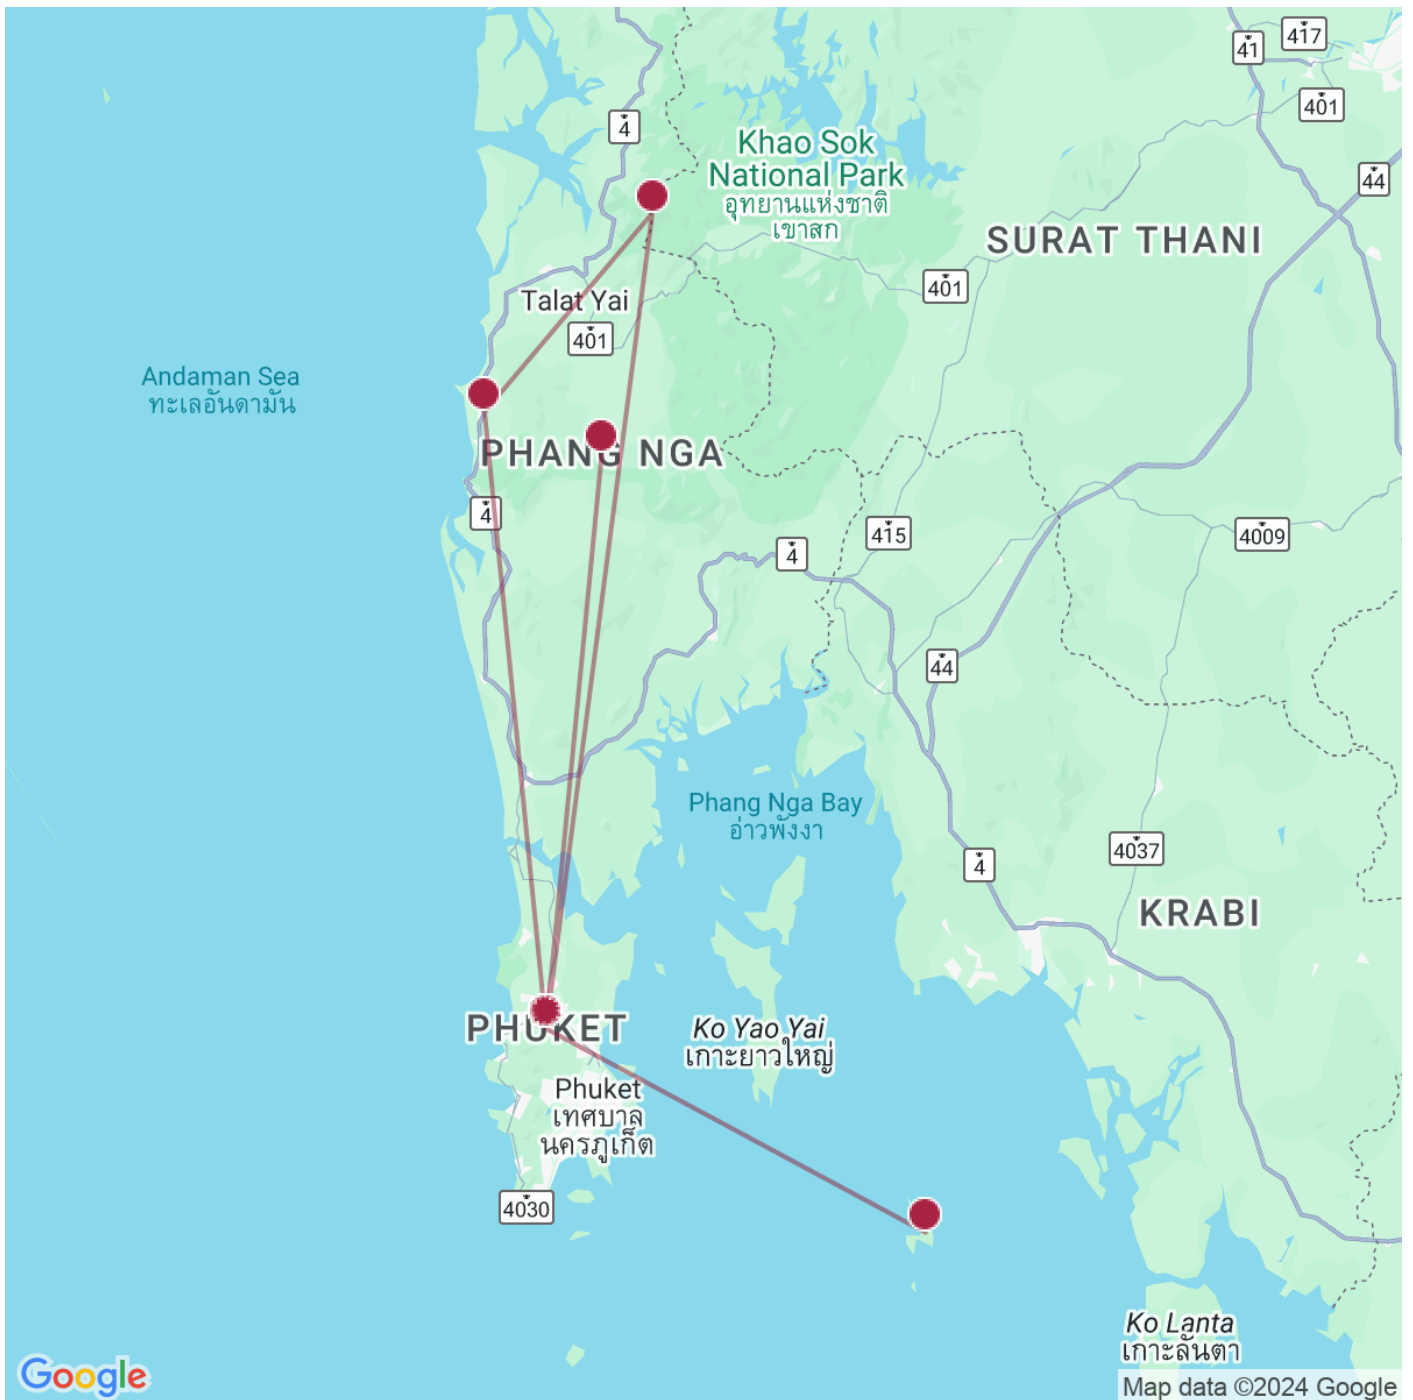 417
41
401
4
Khao Sok
National Park
อุทยานแห่งชาติ
เขาสก
44
SURAT THANI
401
Talat Yai
401
Andaman Sea
ทะเลอันดามัน
PHANG NGA
4
415
4009
4
44
Phang Nga Bay
อ่าวพังงา
4037
4
KRABI
PHUKET
Ko Yao Yai
เกาะยาวใหญ่
Phuket
เทศบาล
นครภูเก็ต
4030
Ko Lanta
เกาะลันตา
Google
Map data ©2024 Google